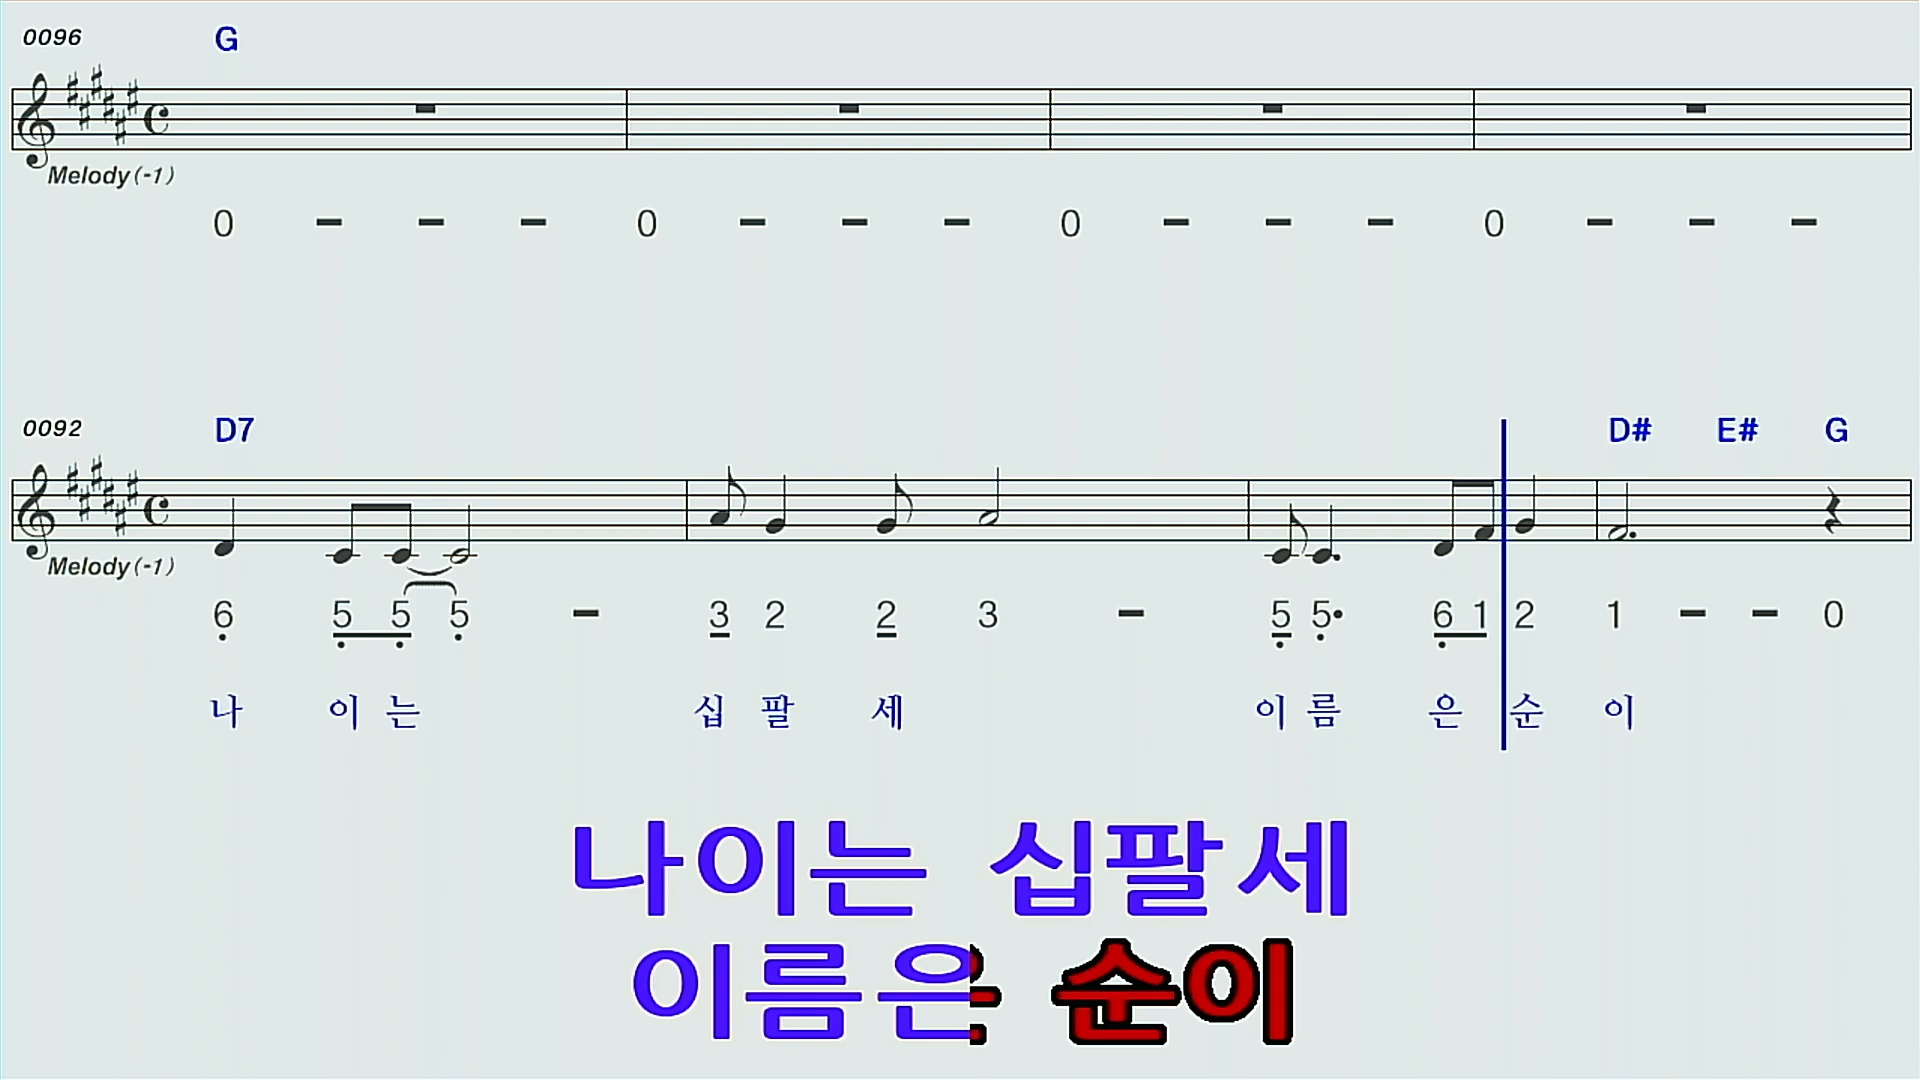 0096 G
Melody(-1)
0 - - - 0 - - - 0 - - - 0 - - -
0092 D7 D# E# G
Melody(-1)
6 5 5 5 - 3 2 2 3 - 5 5• 6 1 2 1 - - 0
나 이 는 십 팔 세 이 름 은 순 이
나이는 십팔세
이름은 순이